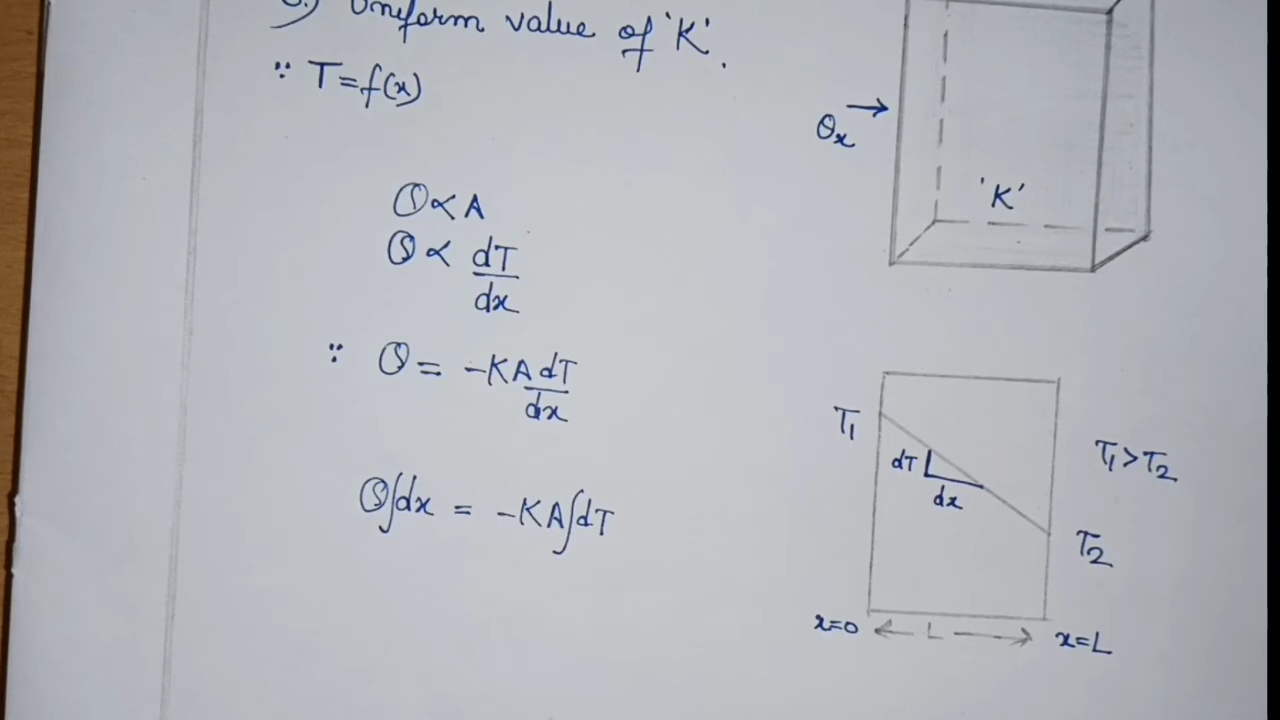 Uniform value of 'K'.
∵ T=f(x)
Q∝A
Q∝ dT/dx
∵ Q = -KA dT/dx
Q∫dx = -KA∫dT
Qx →
'K'
T1
dT
dx
T1>T2
T2
x=0
L
x=L